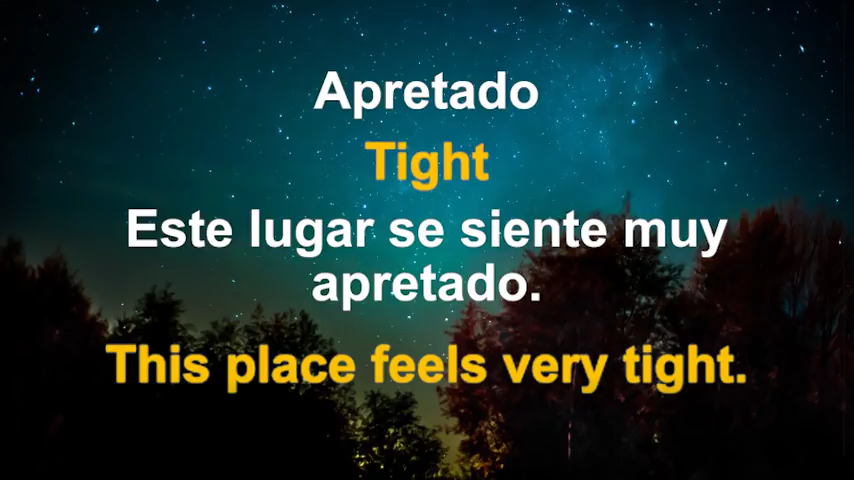 Apretado
Tight
Este lugar se siente muy
apretado.
This place feels very tight.